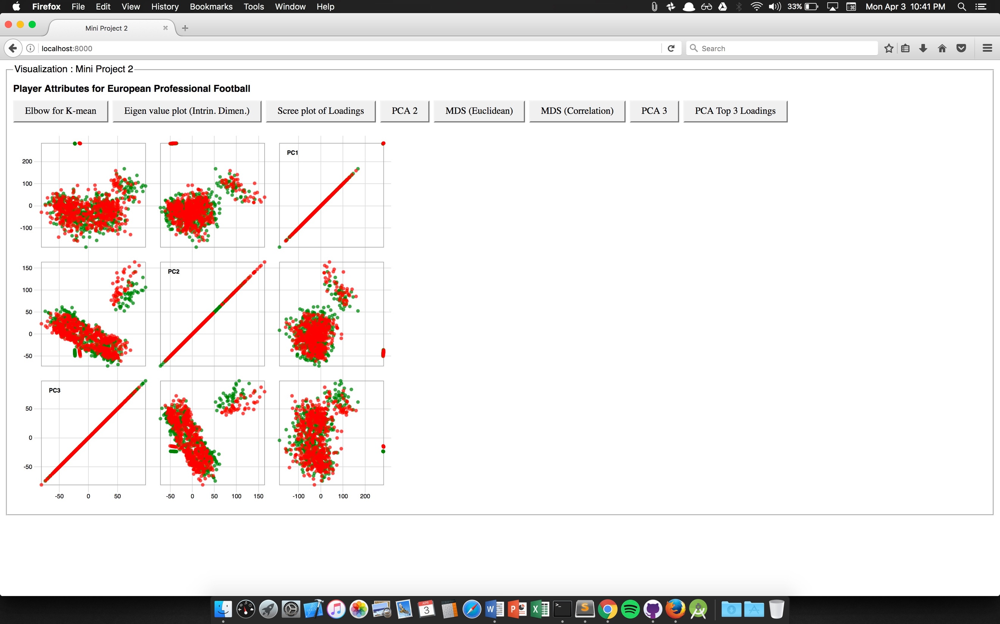 Firefox File Edit View History Bookmarks Tools Window Help 33% Mon Apr 3 10:41 PM
Mini Project 2
localhost:8000 Search
Visualization : Mini Project 2
Player Attributes for European Professional Football
Elbow for K-mean Eigen value plot (Intrin. Dimen.) Scree plot of Loadings PCA 2 MDS (Euclidean) MDS (Correlation) PCA 3 PCA Top 3 Loadings
PC1
200
100
0
-100
PC2
150
100
50
0
-50
PC3
50
0
-50
-50 0 50 -50 0 50 100 150 -100 0 100 200
APR
3
W P X >_ S